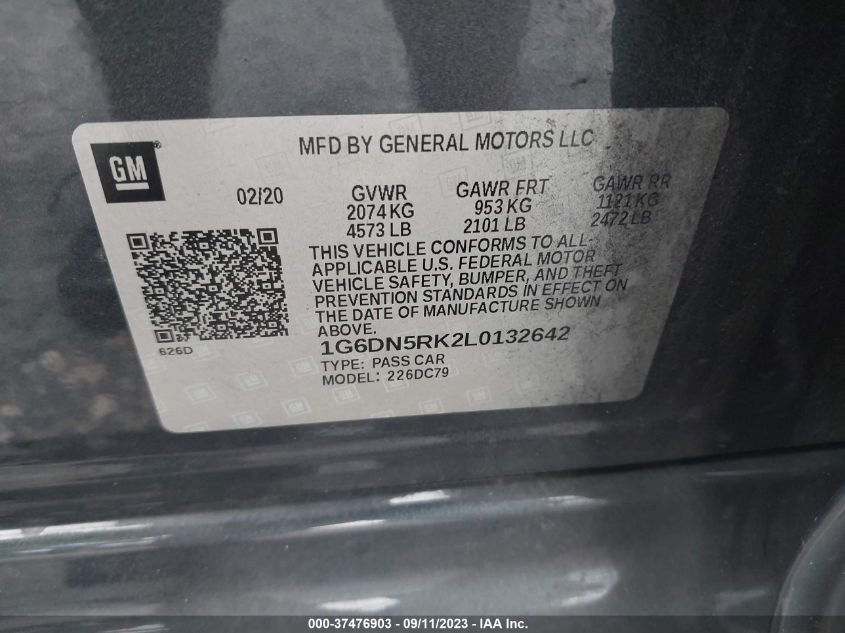 GM
MFD BY GENERAL MOTORS LLC
02/20 GVWR GAWR FRT GAWR RR
2074 KG 953 KG 1121 KG
4573 LB 2101 LB 2472 LB
THIS VEHICLE CONFORMS TO ALL
APPLICABLE U.S. FEDERAL MOTOR
VEHICLE SAFETY, BUMPER, AND THEFT
PREVENTION STANDARDS IN EFFECT ON
THE DATE OF MANUFACTURE SHOWN
ABOVE.
626D
1G6DN5RK2L0132642
TYPE: PASS CAR
MODEL: 226DC79
000-37476903 - 09/11/2023 - IAA Inc.